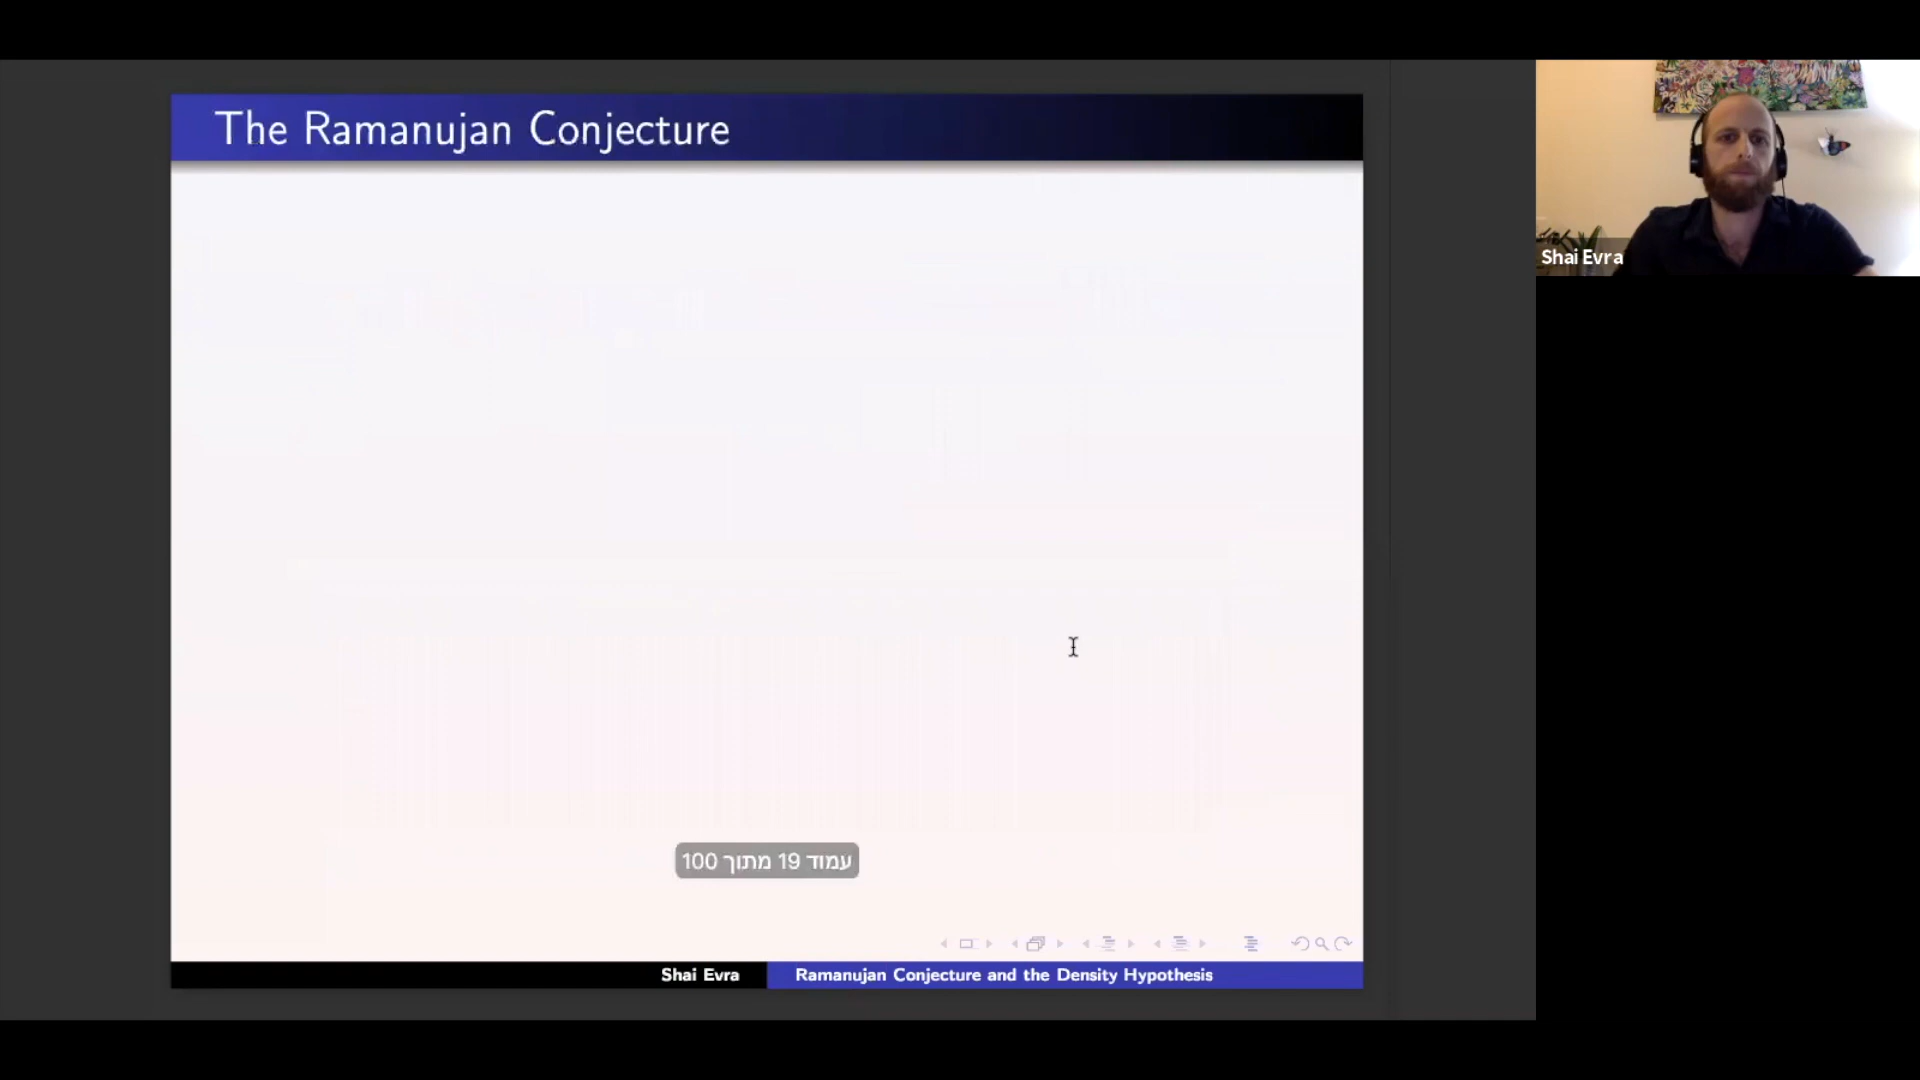 The Ramanujan Conjecture
Shai Evra
עמוד 19 מתוך 100
Shai Evra
Ramanujan Conjecture and the Density Hypothesis